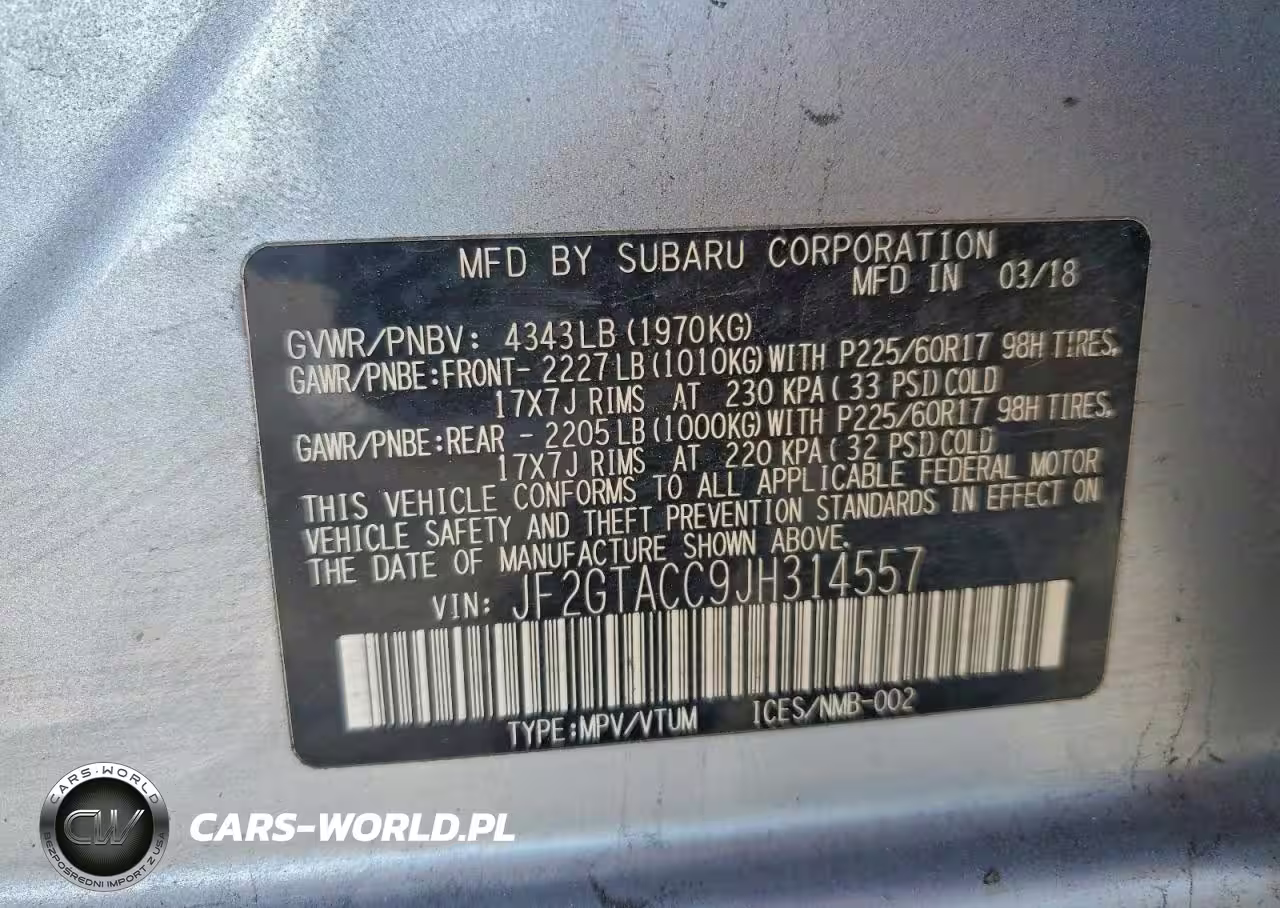 MFD BY SUBARU CORPORATION
MFD IN 03/18
GVWR/PNBV: 4343LB (1970KG)
GAWR/PNBE:FRONT- 2227LB (1010KG) WITH P225/60R17 98H TIRES,
17X7J RIMS AT 230 KPA (33 PSI) COLD
GAWR/PNBE:REAR - 2205LB (1000KG) WITH P225/60R17 98H TIRES,
17X7J RIMS AT 220 KPA (32 PSI) COLD
THIS VEHICLE CONFORMS TO ALL APPLICABLE FEDERAL MOTOR
VEHICLE SAFETY AND THEFT PREVENTION STANDARDS IN EFFECT ON
THE DATE OF MANUFACTURE SHOWN ABOVE.
VIN: JF2GTACC9JH314557
TYPE:MPV/VTUM ICES/NMB-002
CARS-WORLD
CW
BEZPOŚREDNI IMPORT Z USA
CARS-WORLD.PL